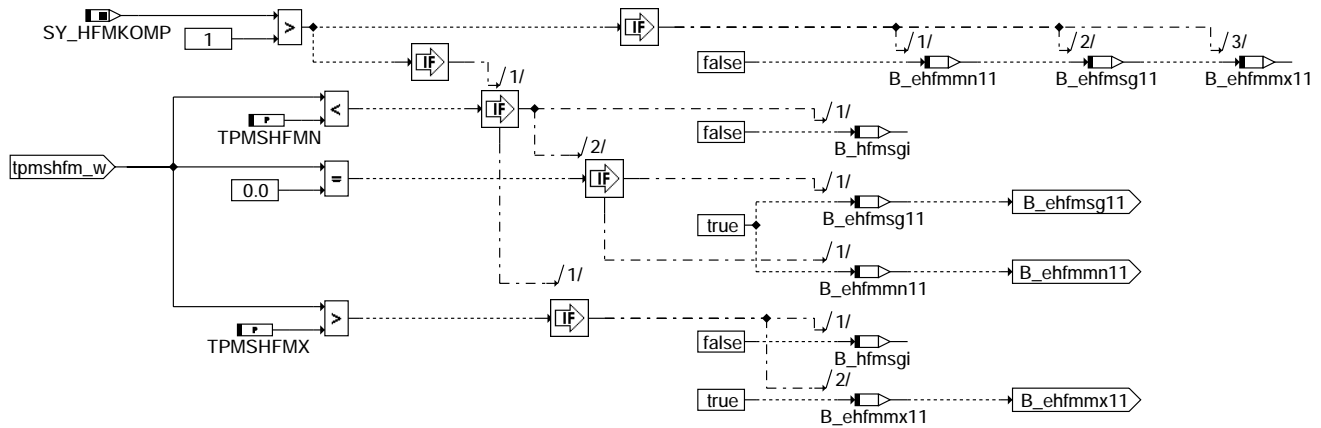 SY_HFMKOMP
1
>
IF
/1/
/2/
/3/
false
B_ehfmmn11
B_ehfmsg11
B_ehfmmx11
IF
/1/
<
TPMSHFMN
IF
/1/
false
B_hfmsgi
/2/
tpmshfm_w
0.0
=
IF
/1/
B_ehfmsg11
B_ehfmsg11
true
/1/
B_ehfmmn11
B_ehfmmn11
/1/
>
P
TPMSHFMX
IF
/1/
false
B_hfmsgi
/2/
true
B_ehfmmx11
B_ehfmmx11
P